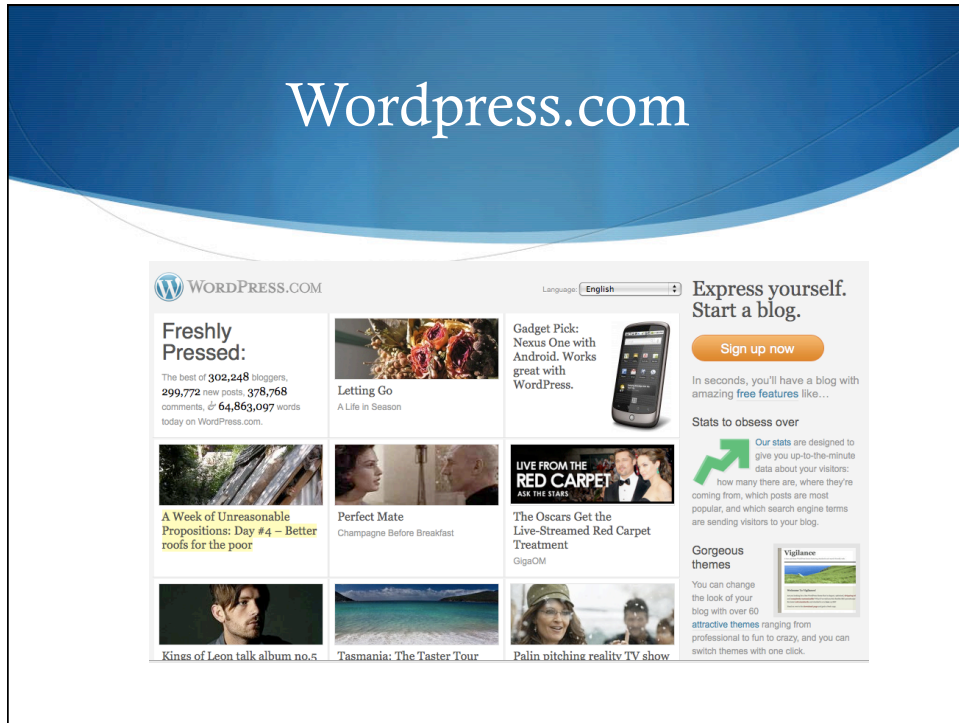 Wordpress.com
WORDPRESS.COM
Language: English
Freshly
Pressed:
The best of 302,248 bloggers,
299,772 new posts, 378,768
comments, & 64,863,097 words
today on WordPress.com.
Letting Go
A Life in Season
Gadget Pick:
Nexus One with
Android. Works
great with
WordPress.
A Week of Unreasonable
Propositions: Day #4 – Better
roofs for the poor
Perfect Mate
Champagne Before Breakfast
LIVE FROM THE
RED CARPET
ASK THE STARS
The Oscars Get the
Live-Streamed Red Carpet
Treatment
GigaOM
Kings of Leon talk album no.5
Tasmania: The Taster Tour
Palin pitching reality TV show
Express yourself.
Start a blog.
Sign up now
In seconds, you'll have a blog with
amazing free features like…
Stats to obsess over
Our stats are designed to
give you up-to-the-minute
data about your visitors:
how many there are, where they're
coming from, which posts are most
popular, and which search engine terms
are sending visitors to your blog.
Gorgeous
themes
Vigilance
You can change
the look of your
blog with over 60
attractive themes ranging from
professional to fun to crazy, and you can
switch themes with one click.